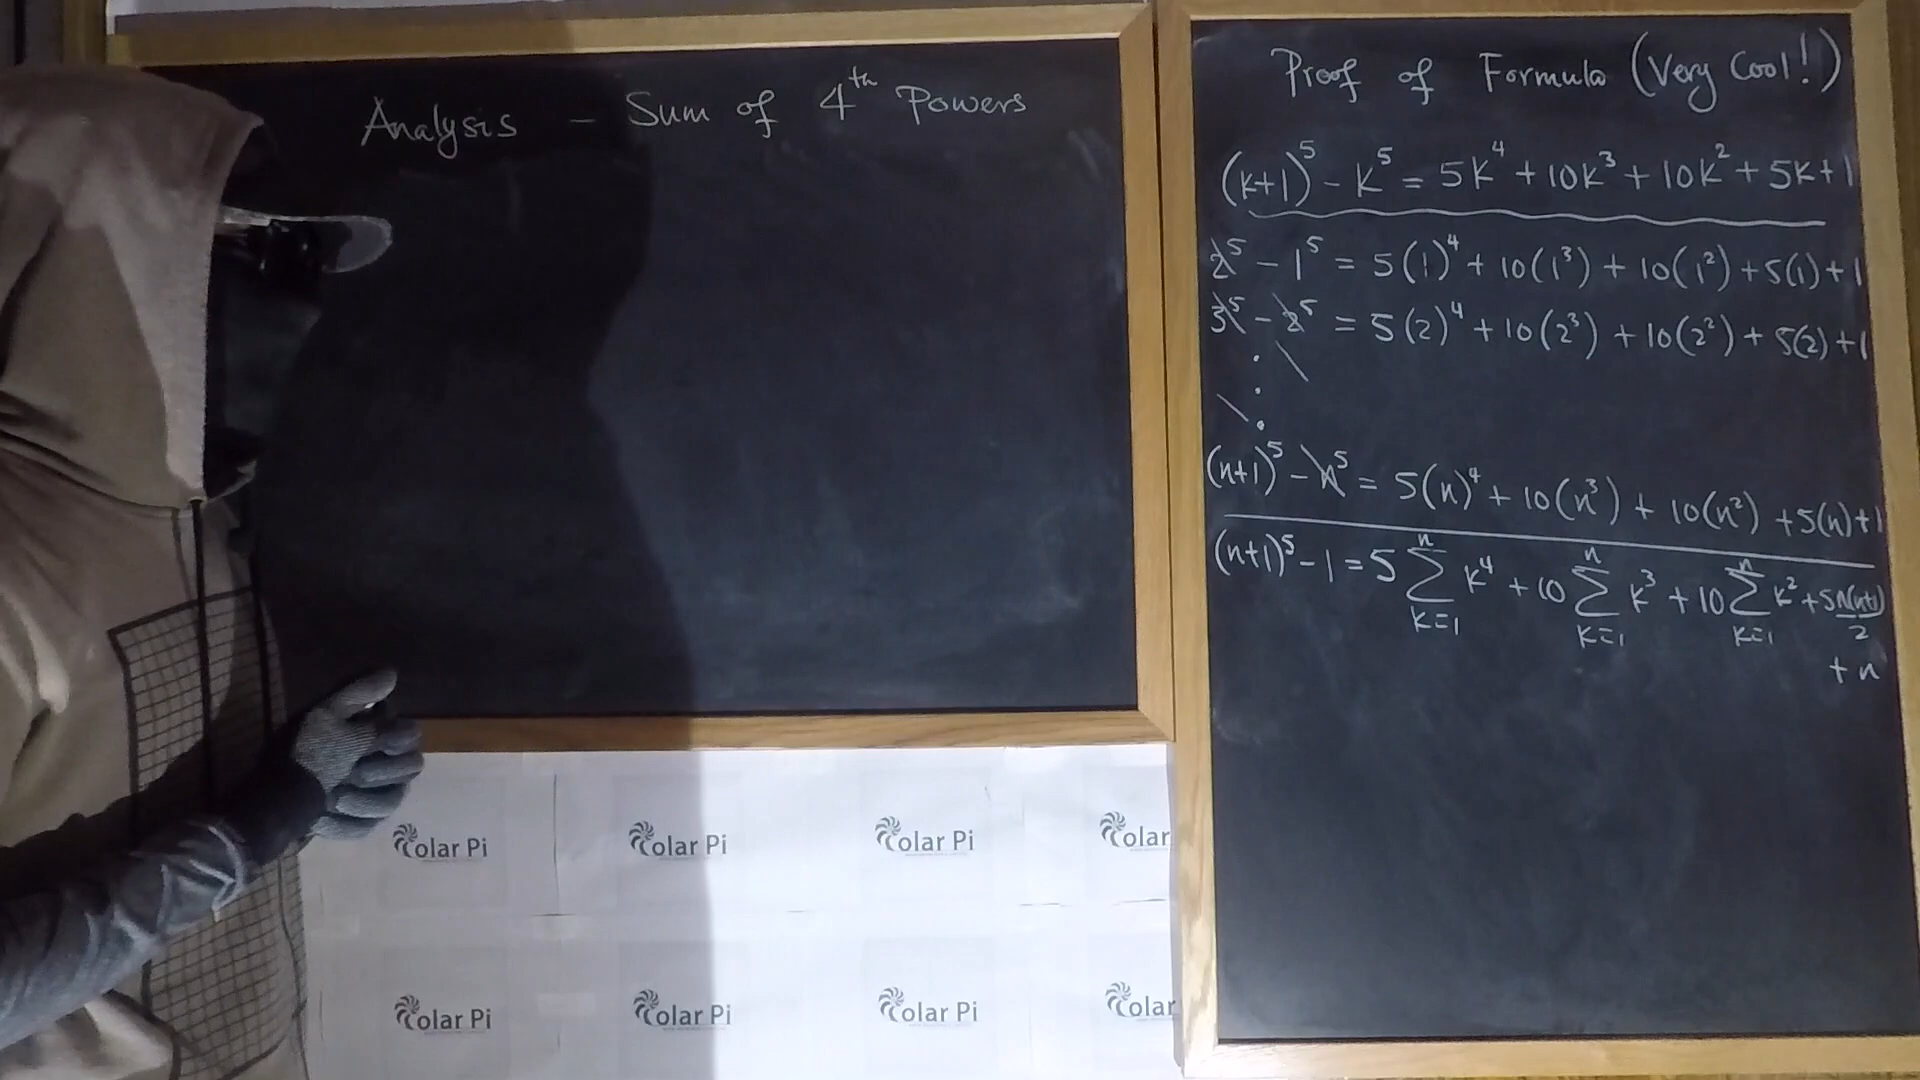 Analysis - Sum of 4th Powers
Proof of Formula (Very Cool!)
(k+1)^5 - k^5 = 5k^4 + 10k^3 + 10k^2 + 5k + 1
2^5 - 1^5 = 5(1)^4 + 10(1^3) + 10(1^2) + 5(1) + 1
3^5 - 2^5 = 5(2)^4 + 10(2^3) + 10(2^2) + 5(2) + 1
(n+1)^5 - n^5 = 5(n)^4 + 10(n^3) + 10(n^2) + 5(n) + 1
(n+1)^5 - 1 = 5 ∑_{k=1}^{n} k^4 + 10 ∑_{k=1}^{n} k^3 + 10 ∑_{k=1}^{n} k^2 + 5 n(n+1)/2
+ n
Colar Pi Colar Pi Colar Pi Colar
Colar Pi Colar Pi Colar Pi Colar